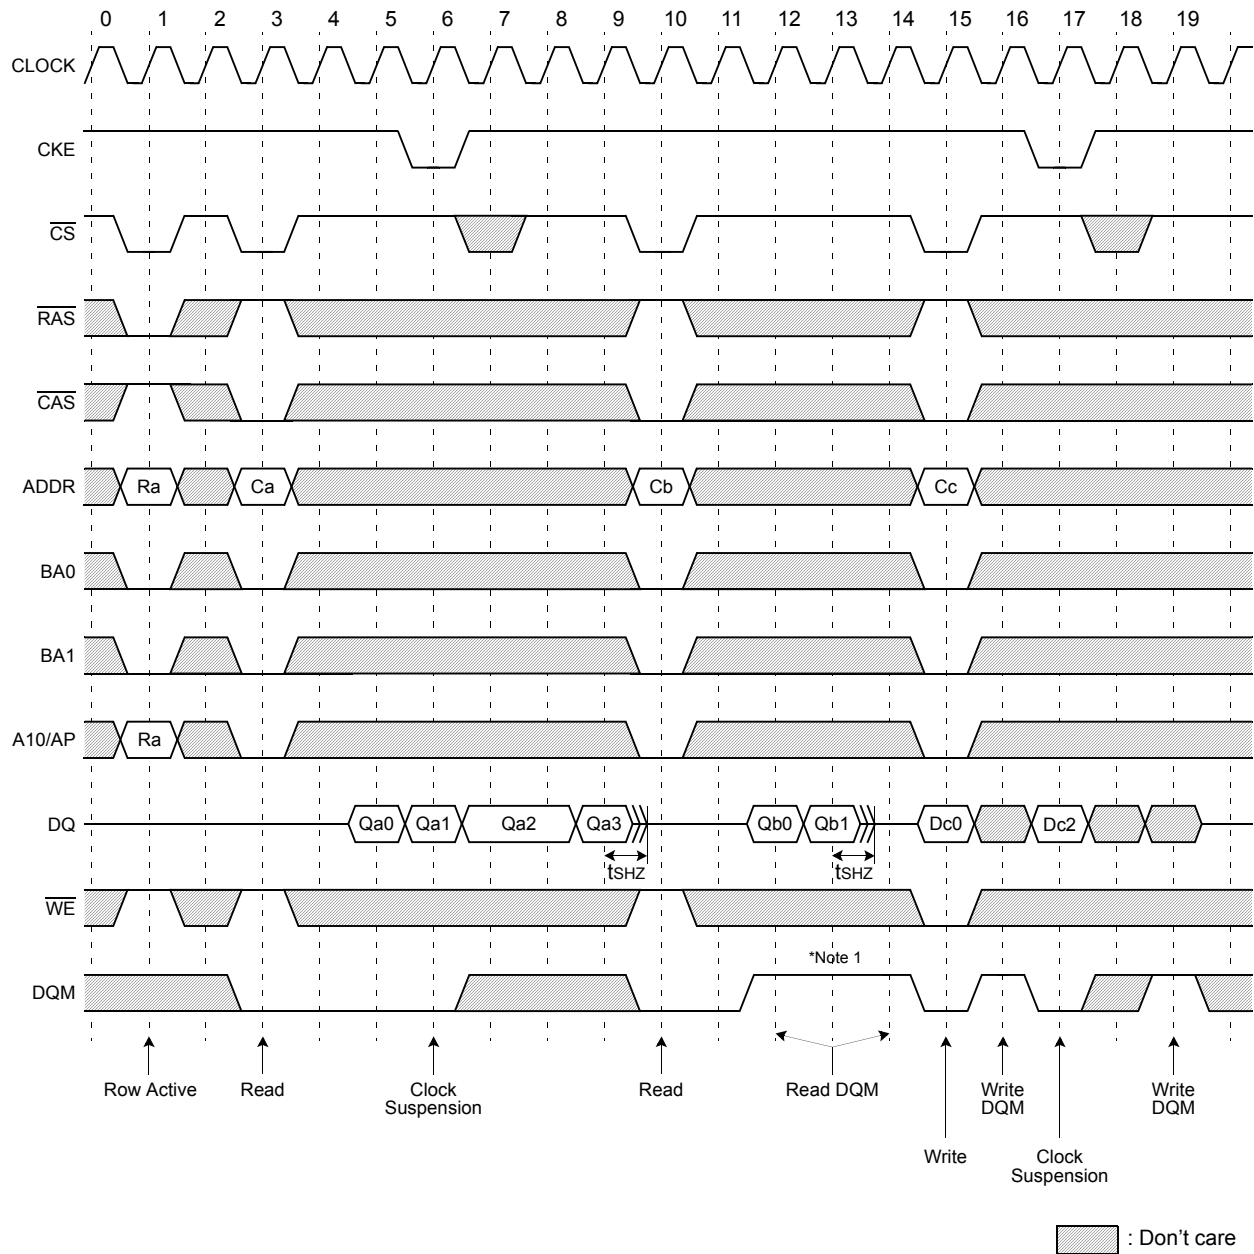 0 1 2 3 4 5 6 7 8 9 10 11 12 13 14 15 16 17 18 19
CLOCK
CKE
CS
RAS
CAS
ADDR Ra Ca Cb Cc
BA0
BA1
A10/AP Ra
DQ Qa0 Qa1 Qa2 Qa3 Qb0 Qb1 Dc0 Dc2
tSHZ tSHZ
WE
*Note 1
DQM
Row Active Read Clock Read Read DQM Write Write
Suspension DQM DQM
Write Clock
Suspension
: Don't care